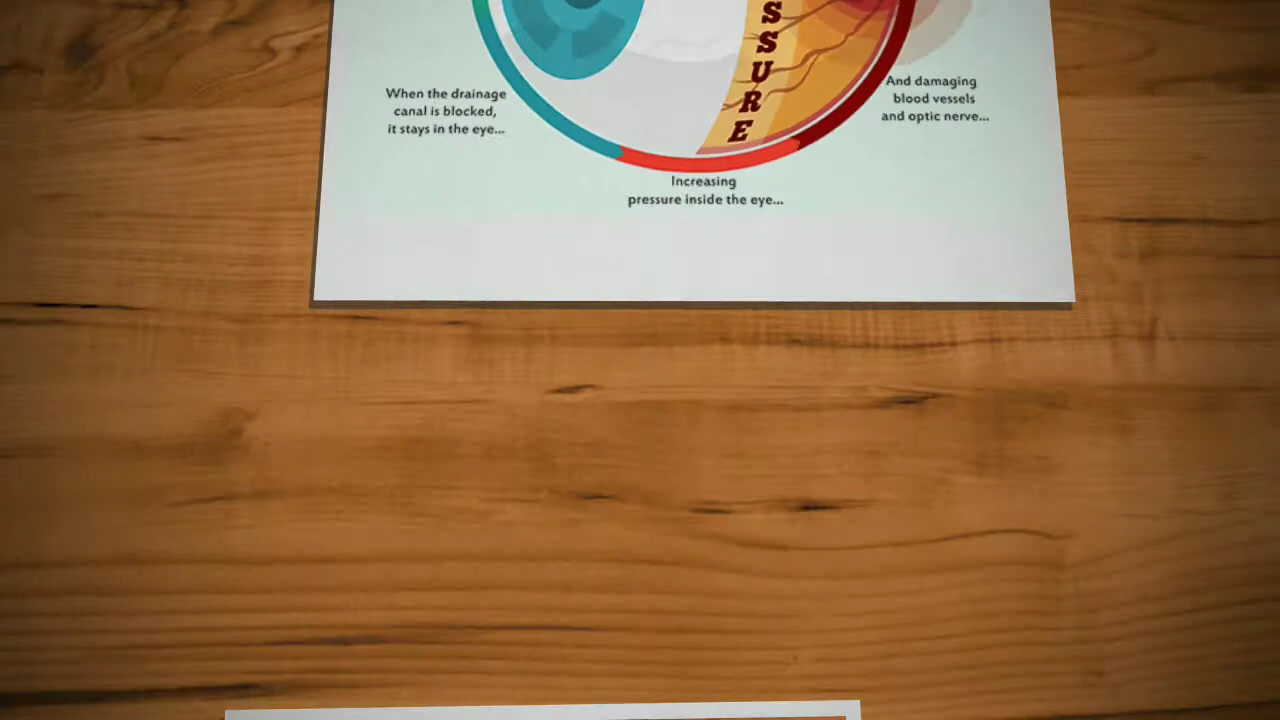 SSURE
When the drainage
canal is blocked,
it stays in the eye...
And damaging
blood vessels
and optic nerve...
Increasing
pressure inside the eye...